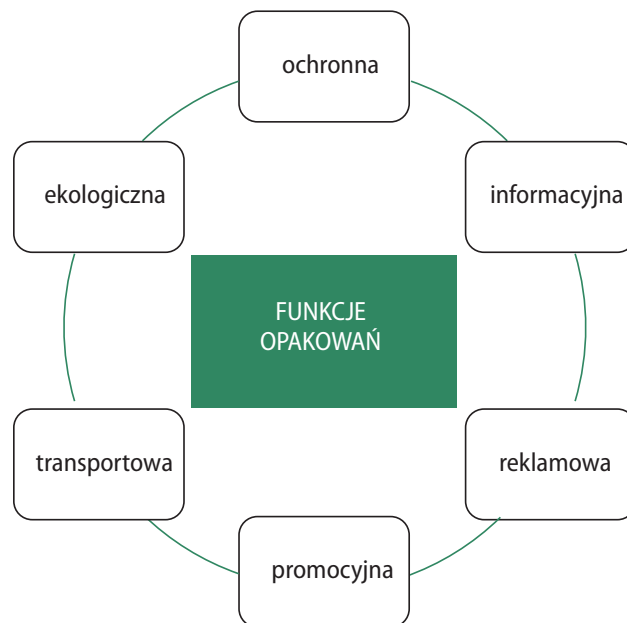 ochronna
ekologiczna
informacyjna
FUNKCJE
OPAKOWAŃ
transportowa
reklamowa
promocyjna